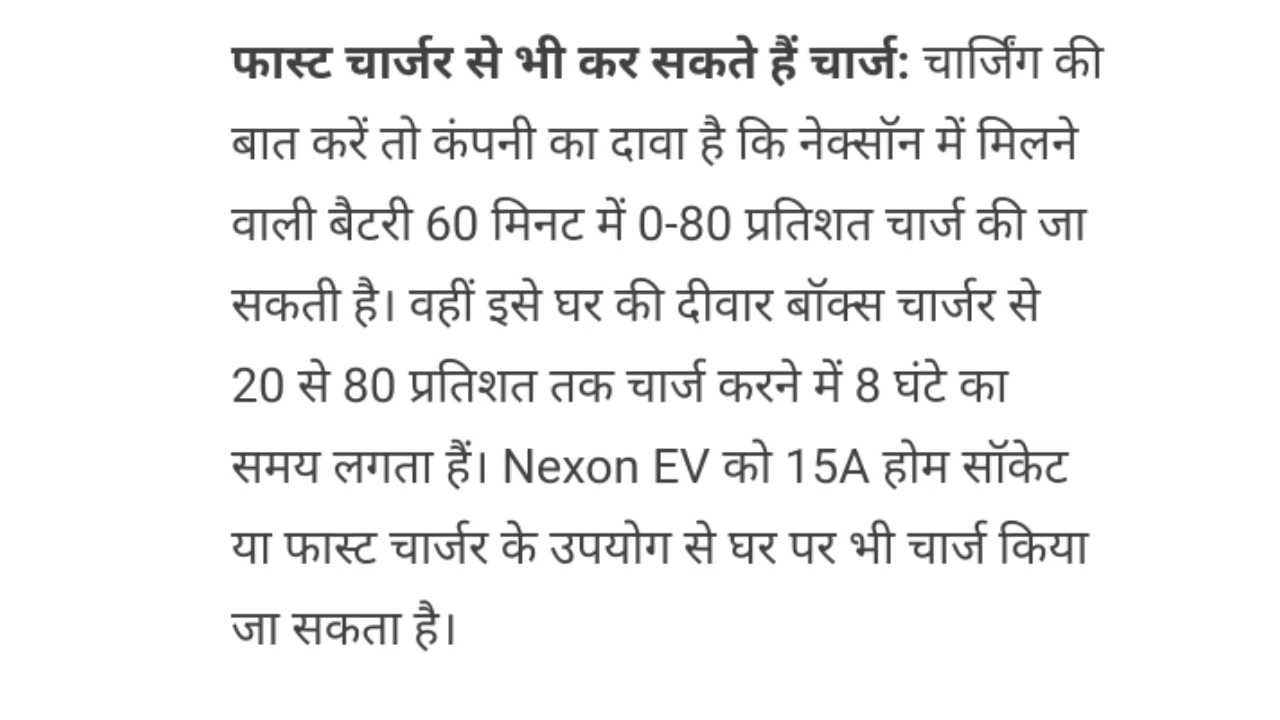 फास्ट चार्जर से भी कर सकते हैं चार्ज: चार्जिंग की
बात करें तो कंपनी का दावा है कि नेक्सॉन में मिलने
वाली बैटरी 60 मिनट में 0-80 प्रतिशत चार्ज की जा
सकती है। वहीं इसे घर की दीवार बॉक्स चार्जर से
20 से 80 प्रतिशत तक चार्ज करने में 8 घंटे का
समय लगता हैं। Nexon EV को 15A होम सॉकेट
या फास्ट चार्जर के उपयोग से घर पर भी चार्ज किया
जा सकता है।